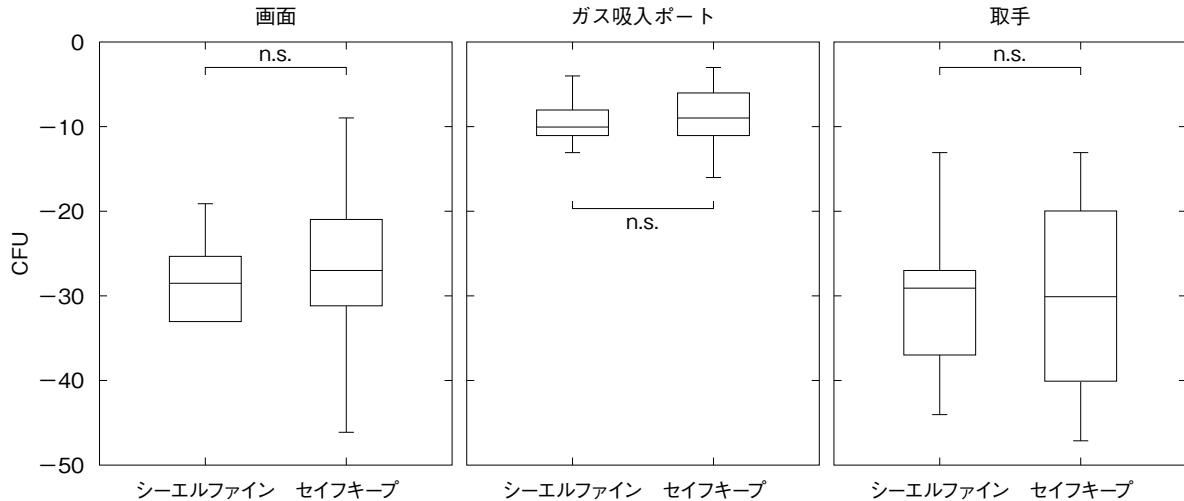 画面
ガス吸入ポート
取手
0
−10
−20
−30
−40
−50
CFU
n.s.
n.s.
n.s.
シーエルファイン セイフキープ
シーエルファイン セイフキープ
シーエルファイン セイフキープ